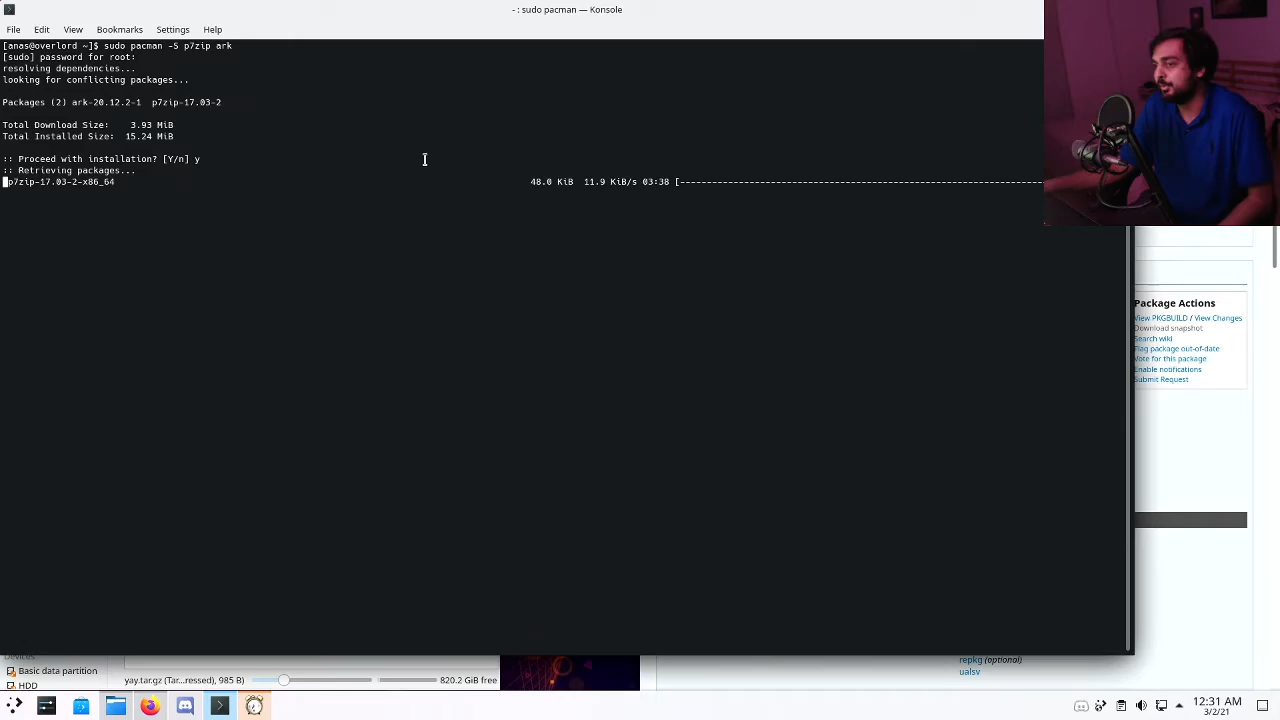 - : sudo pacman — Konsole
File Edit View Bookmarks Settings Help
[anas@overlord ~]$ sudo pacman -S p7zip ark
[sudo] password for root:
resolving dependencies...
looking for conflicting packages...
Packages (2) ark-20.12.2-1 p7zip-17.03-2
Total Download Size: 3.93 MiB
Total Installed Size: 15.24 MiB
:: Proceed with installation? [Y/n] y
:: Retrieving packages...
p7zip-17.03-2-x86_64 48.0 KiB 11.9 KiB/s 03:38 [------------------------------------------------------------
Package Actions
View PKGBUILD / View Changes
Download snapshot
Search wiki
Flag package out-of-date
Vote for this package
Enable notifications
Submit Request
Devices
Basic data partition
HDD
yay.tar.gz (Tar...ressed), 985 B)
820.2 GiB free
repkg (optional)
ualsv
12:31 AM
3/2/21